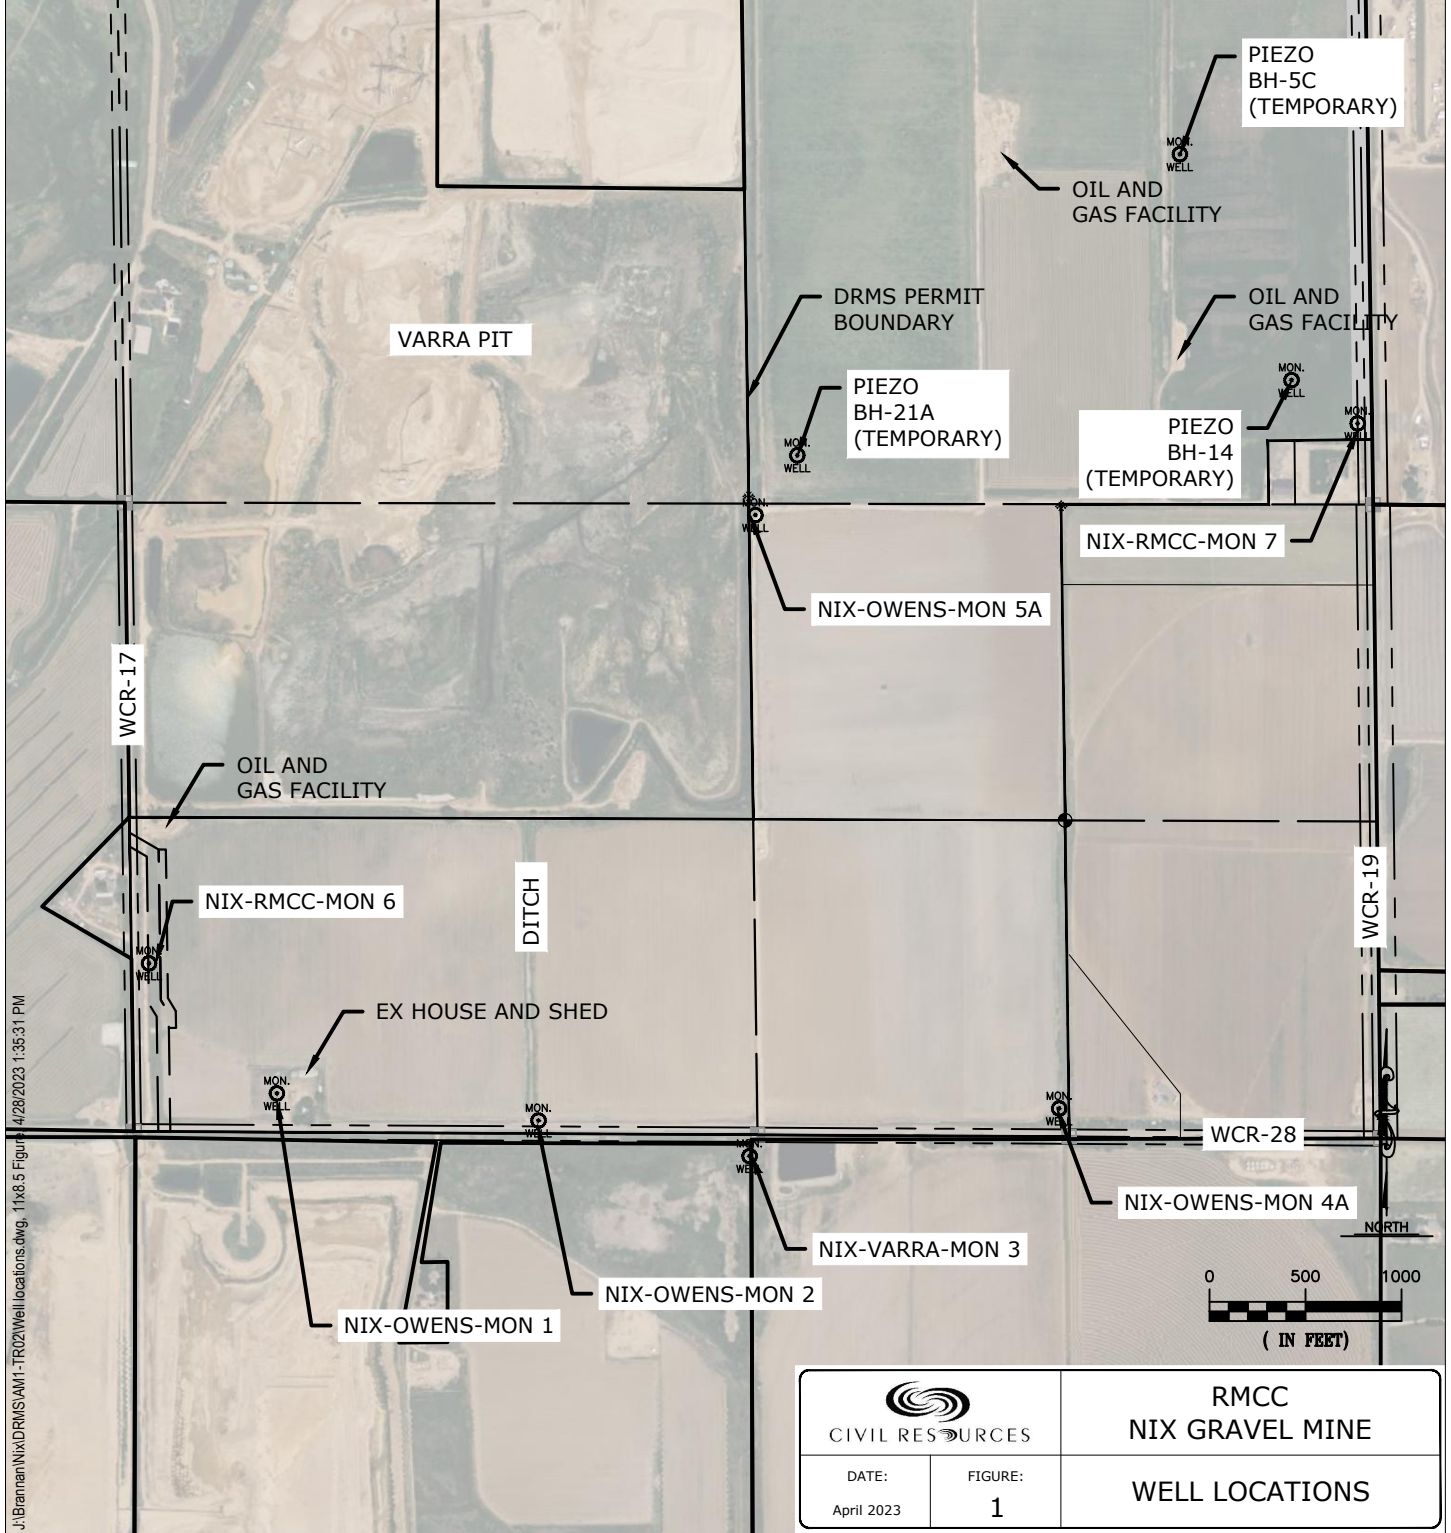 PIEZO
BH-5C
(TEMPORARY)
MON.
WELL
OIL AND
GAS FACILITY
DRMS PERMIT
BOUNDARY
OIL AND
GAS FACILITY
VARRA PIT
PIEZO
BH-21A
(TEMPORARY)
MON.
WELL
MON.
WELL
PIEZO
BH-14
(TEMPORARY)
MON.
WELL
MON.
WELL
NIX-RMCC-MON 7
NIX-OWENS-MON 5A
WCR-17
OIL AND
GAS FACILITY
NIX-RMCC-MON 6
MON.
WELL
DITCH
WCR-19
EX HOUSE AND SHED
MON.
WELL
MON.
WELL
MON.
WELL
MON.
WELL
WCR-28
NIX-OWENS-MON 4A
NORTH
NIX-VARRA-MON 3
NIX-OWENS-MON 2
NIX-OWENS-MON 1
0 500 1000
( IN FEET)
J:\Brannan\Nix\DRMS\AM1-TR02\Well locations.dwg, 11x8.5 Figure, 4/28/2023 1:35:31 PM
CIVIL RESOURCES
RMCC
NIX GRAVEL MINE
DATE:
April 2023
FIGURE:
1
WELL LOCATIONS